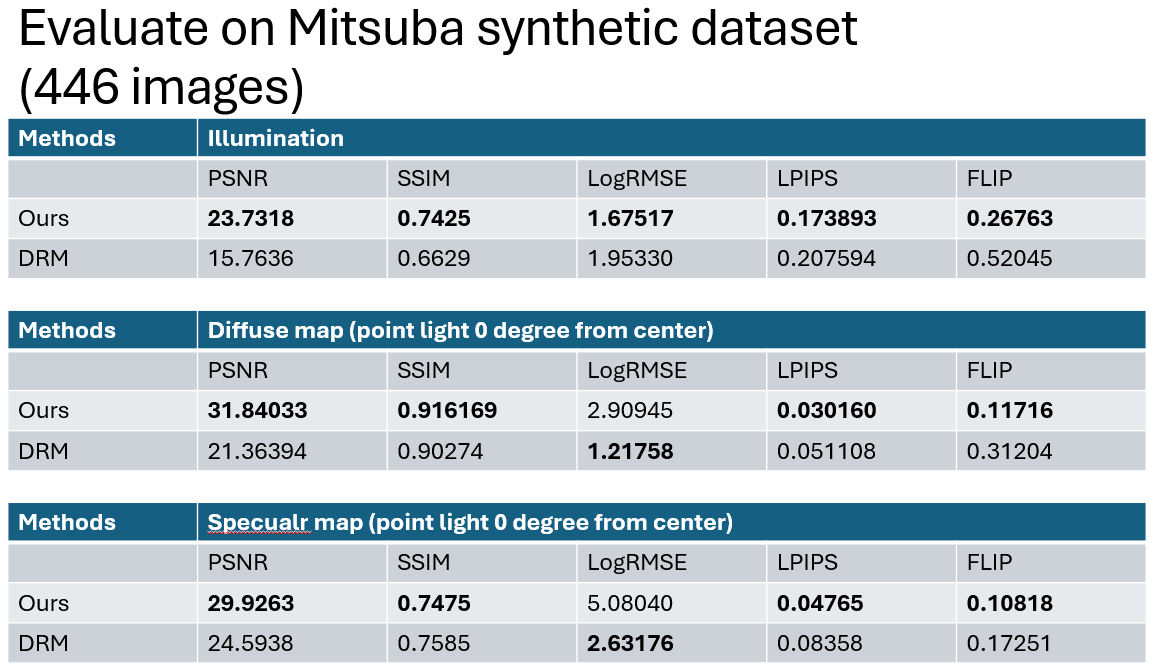 Evaluate on Mitsuba synthetic dataset
(446 images)
Methods Illumination
PSNR SSIM LogRMSE LPIPS FLIP
Ours 23.7318 0.7425 1.67517 0.173893 0.26763
DRM 15.7636 0.6629 1.95330 0.207594 0.52045
Methods Diffuse map (point light 0 degree from center)
PSNR SSIM LogRMSE LPIPS FLIP
Ours 31.84033 0.916169 2.90945 0.030160 0.11716
DRM 21.36394 0.90274 1.21758 0.051108 0.31204
Methods Specualr map (point light 0 degree from center)
PSNR SSIM LogRMSE LPIPS FLIP
Ours 29.9263 0.7475 5.08040 0.04765 0.10818
DRM 24.5938 0.7585 2.63176 0.08358 0.17251